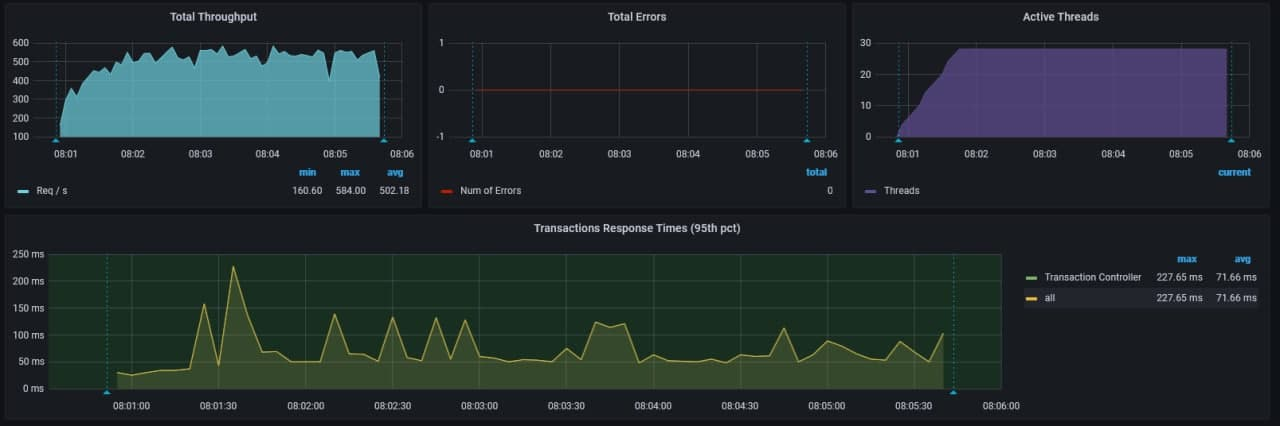 Total Throughput
600
500
400
300
200
100
08:01 08:02 08:03 08:04 08:05 08:06
min max avg
Req / s 160.60 584.00 502.18
Total Errors
1
0
-1
08:01 08:02 08:03 08:04 08:05 08:06
total
Num of Errors 0
Active Threads
30
20
10
0
08:01 08:02 08:03 08:04 08:05 08:06
current
Threads
Transactions Response Times (95th pct)
250 ms
200 ms
150 ms
100 ms
50 ms
0 ms
08:01:00 08:01:30 08:02:00 08:02:30 08:03:00 08:03:30 08:04:00 08:04:30 08:05:00 08:05:30 08:06:00
max avg
Transaction Controller 227.65 ms 71.66 ms
all 227.65 ms 71.66 ms